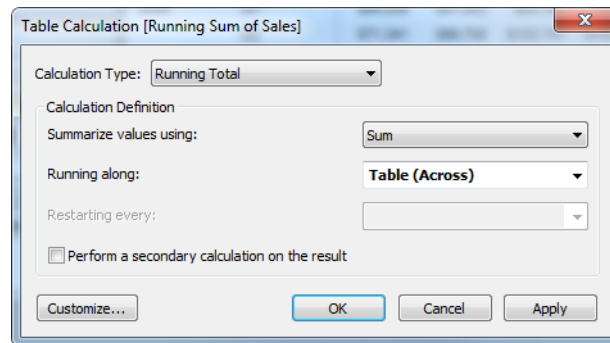 Table Calculation [Running Sum of Sales]
Calculation Type: Running Total
Calculation Definition
Summarize values using: Sum
Running along: Table (Across)
Restarting every:
Perform a secondary calculation on the result
Customize... OK Cancel Apply